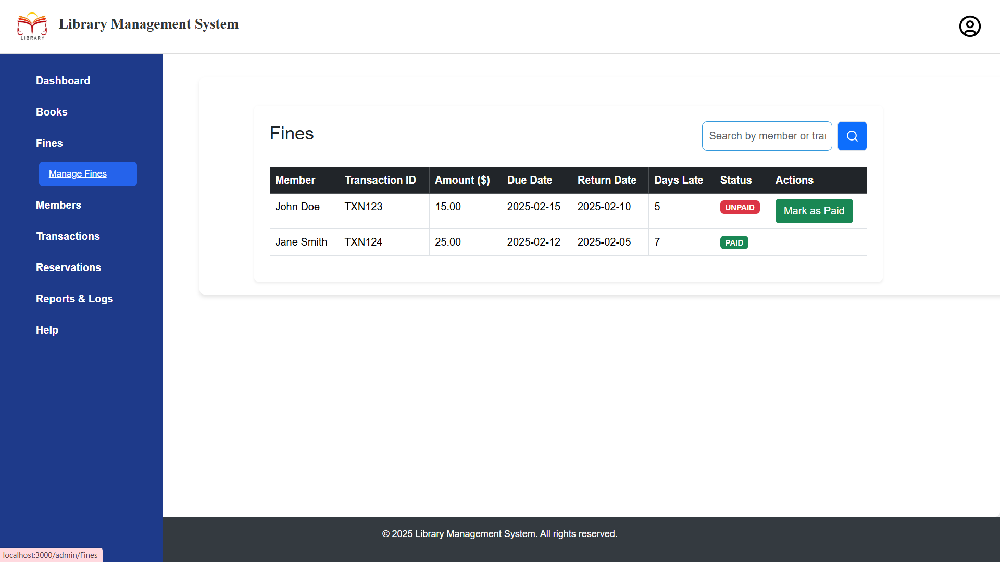 LIBRARY
Library Management System
Dashboard
Books
Fines
Manage Fines
Members
Transactions
Reservations
Reports & Logs
Help
Fines
Search by member or trar
Member Transaction ID Amount ($) Due Date Return Date Days Late Status Actions
John Doe TXN123 15.00 2025-02-15 2025-02-10 5 UNPAID Mark as Paid
Jane Smith TXN124 25.00 2025-02-12 2025-02-05 7 PAID
© 2025 Library Management System. All rights reserved.
localhost:3000/admin/Fines